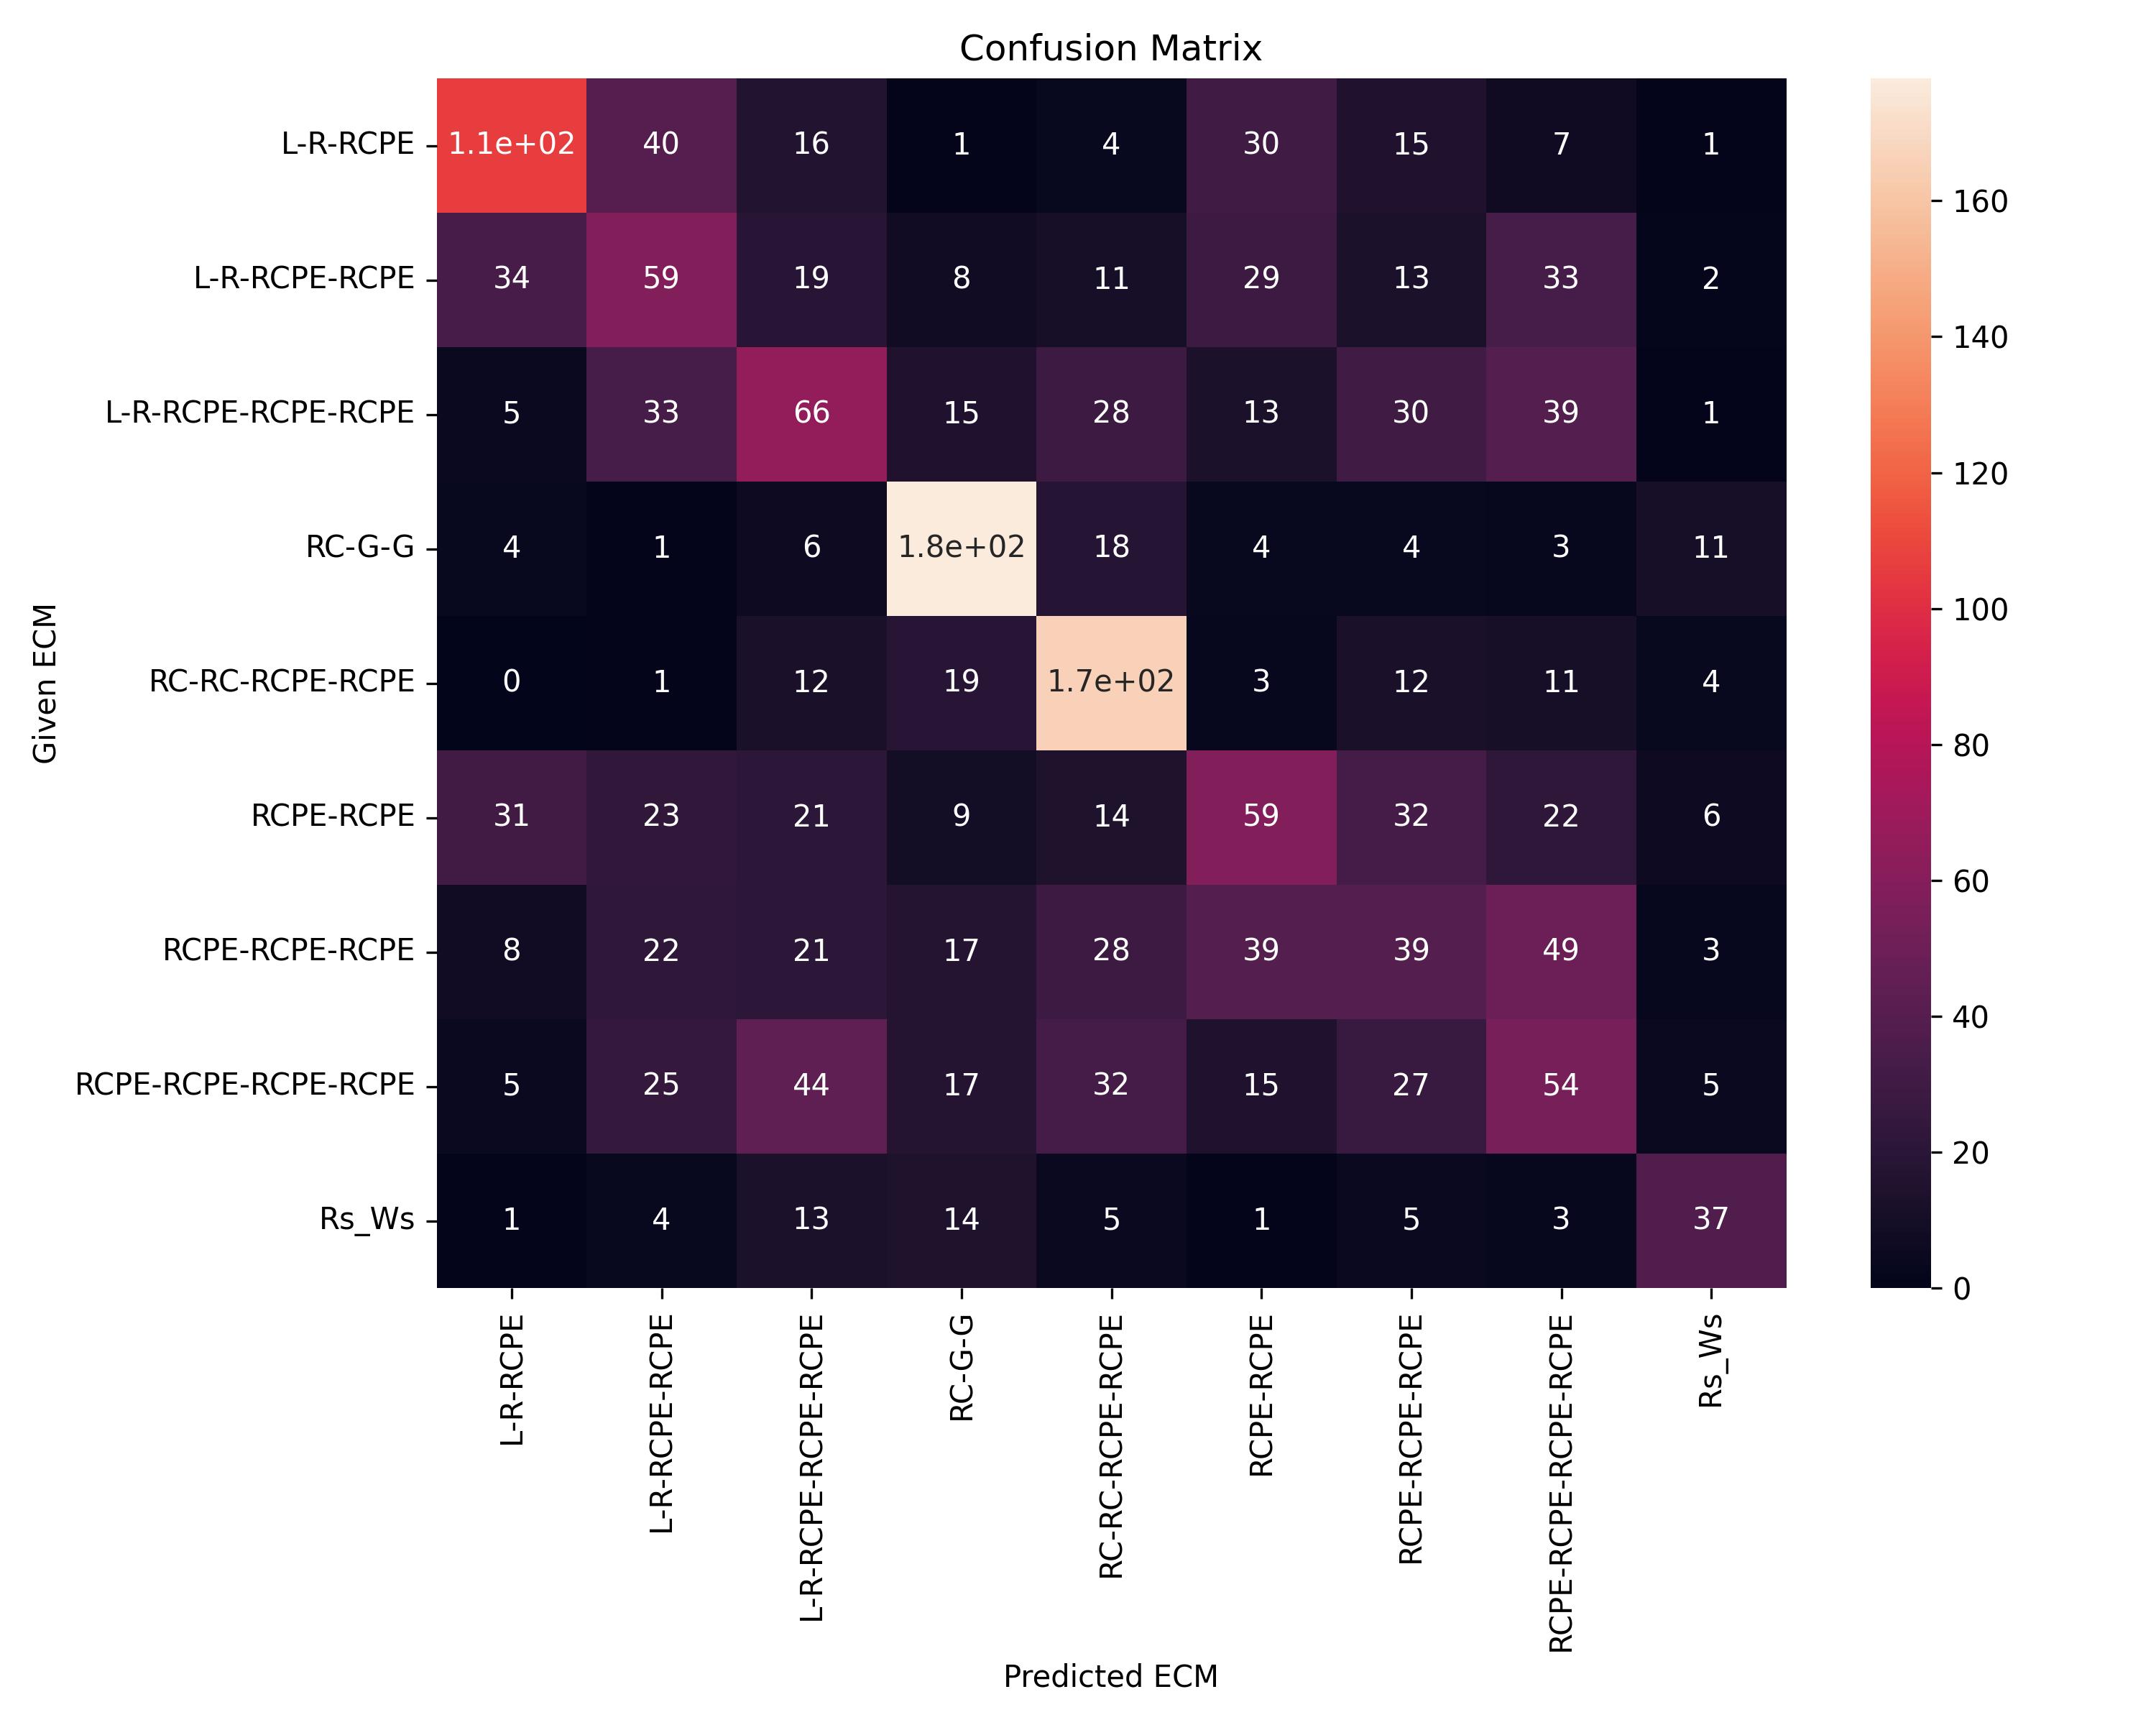 Confusion Matrix
L-R-RCPE 1.1e+02 40 16 1 4 30 15 7 1
L-R-RCPE-RCPE 34 59 19 8 11 29 13 33 2
L-R-RCPE-RCPE-RCPE 5 33 66 15 28 13 30 39 1
RC-G-G 4 1 6 1.8e+02 18 4 4 3 11
RC-RC-RCPE-RCPE 0 1 12 19 1.7e+02 3 12 11 4
RCPE-RCPE 31 23 21 9 14 59 32 22 6
RCPE-RCPE-RCPE 8 22 21 17 28 39 39 49 3
RCPE-RCPE-RCPE-RCPE 5 25 44 17 32 15 27 54 5
Rs_Ws 1 4 13 14 5 1 5 3 37
Given ECM
L-R-RCPE
L-R-RCPE-RCPE
L-R-RCPE-RCPE-RCPE
RC-G-G
RC-RC-RCPE-RCPE
RCPE-RCPE
RCPE-RCPE-RCPE
RCPE-RCPE-RCPE-RCPE
Rs_Ws
Predicted ECM
160
140
120
100
80
60
40
20
0